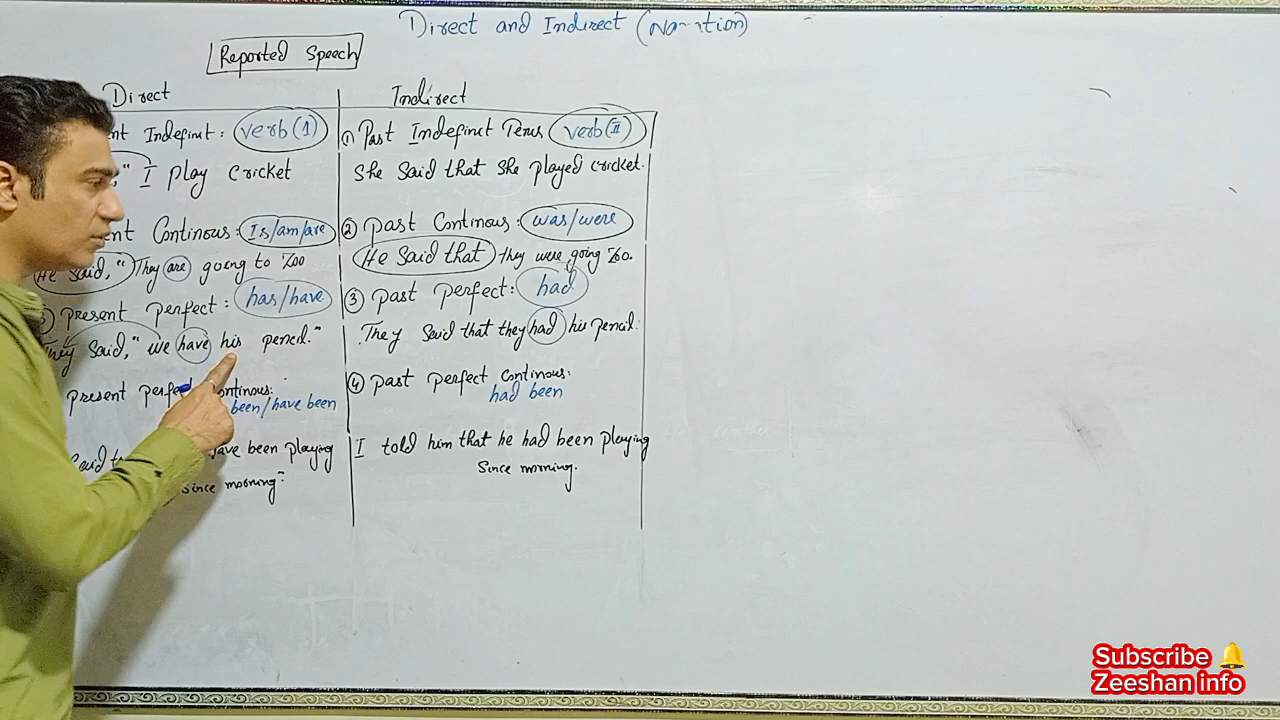 Direct and Indirect (Narration)
Reported Speech
Direct
Indirect
Indefinit: verb(1)
(1) Past Indefinit Tens verb(II)
" I play cricket
She said that she played cricket.
Continous: Is/am/are
(2) Past Continous: was/were
He said," They are going to zoo
He said that they were going zoo.
present perfect: has/have
(3) past perfect: had
They said," we have his pencil."
They said that they had his pencil.
present perfect continous:
been/have been
(4) past perfect continous:
had been
said to have been playing
since morning."
I told him that he had been playing
since morning.
Subscribe 🔔
Zeeshan info